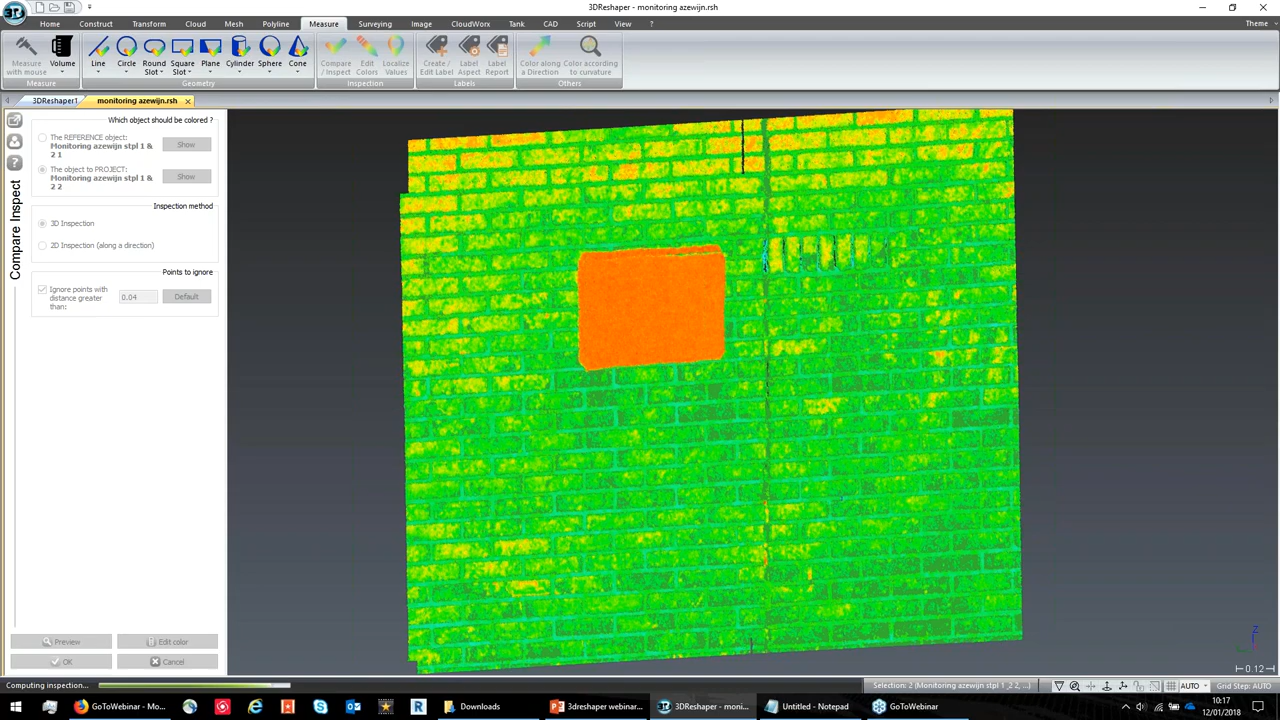 3DReshaper - monitoring azewijn.rsh
Home Construct Transform Cloud Mesh Polyline Measure Surveying Image CloudWorx Tank CAD Script View ?
Theme
Measure with mouse
Volume
Line
Circle
Round Slot
Square Slot
Plane
Cylinder
Sphere
Cone
Compare / Inspect
Edit Colors
Localize Values
Create / Edit Label
Label Aspect
Label Report
Color along a Direction
Color according to curvature
Measure Geometry Inspection Labels Others
3DReshaper1 monitoring azewijn.rsh
Compare Inspect
Which object should be colored ?
The REFERENCE object:
Monitoring azewijn stpl 1 &
2 1
Show
The object to PROJECT:
Monitoring azewijn stpl 1 &
2 2
Show
Inspection method
3D Inspection
2D Inspection (along a direction)
Points to ignore
Ignore points with
distance greater
than:
0.04
Default
Preview Edit color
OK Cancel
Z
0.12
Computing inspection...
Selection: 2 (Monitoring azewijn stpl 1 _2 2, ...
AUTO
Grid Step: AUTO
GoToWebinar - Mo...
Downloads
3dreshaper webinar...
3DReshaper - moni...
Untitled - Notepad
GoToWebinar
10:17
12/01/2018